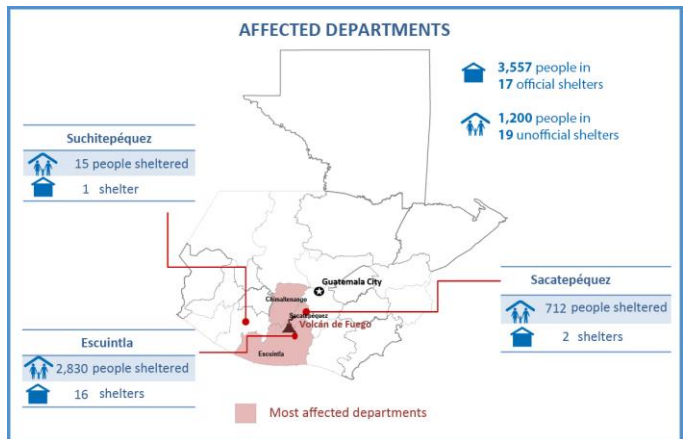 AFFECTED DEPARTMENTS
3,557 people in
17 official shelters
1,200 people in
19 unofficial shelters
Suchitepéquez
15 people sheltered
1 shelter
Guatemala City
Chimaltenango
Sacatepéquez
Volcán de Fuego
Escuintla
Sacatepéquez
712 people sheltered
2 shelters
Escuintla
2,830 people sheltered
16 shelters
Most affected departments